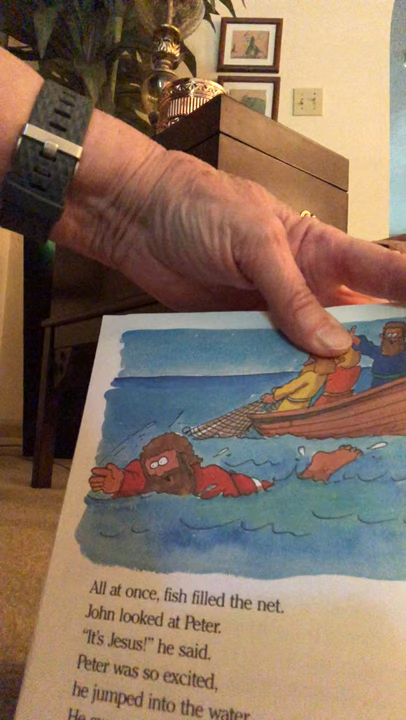 All at once, fish filled the net.
John looked at Peter.
"It's Jesus!" he said.
Peter was so excited,
he jumped into the water.
He